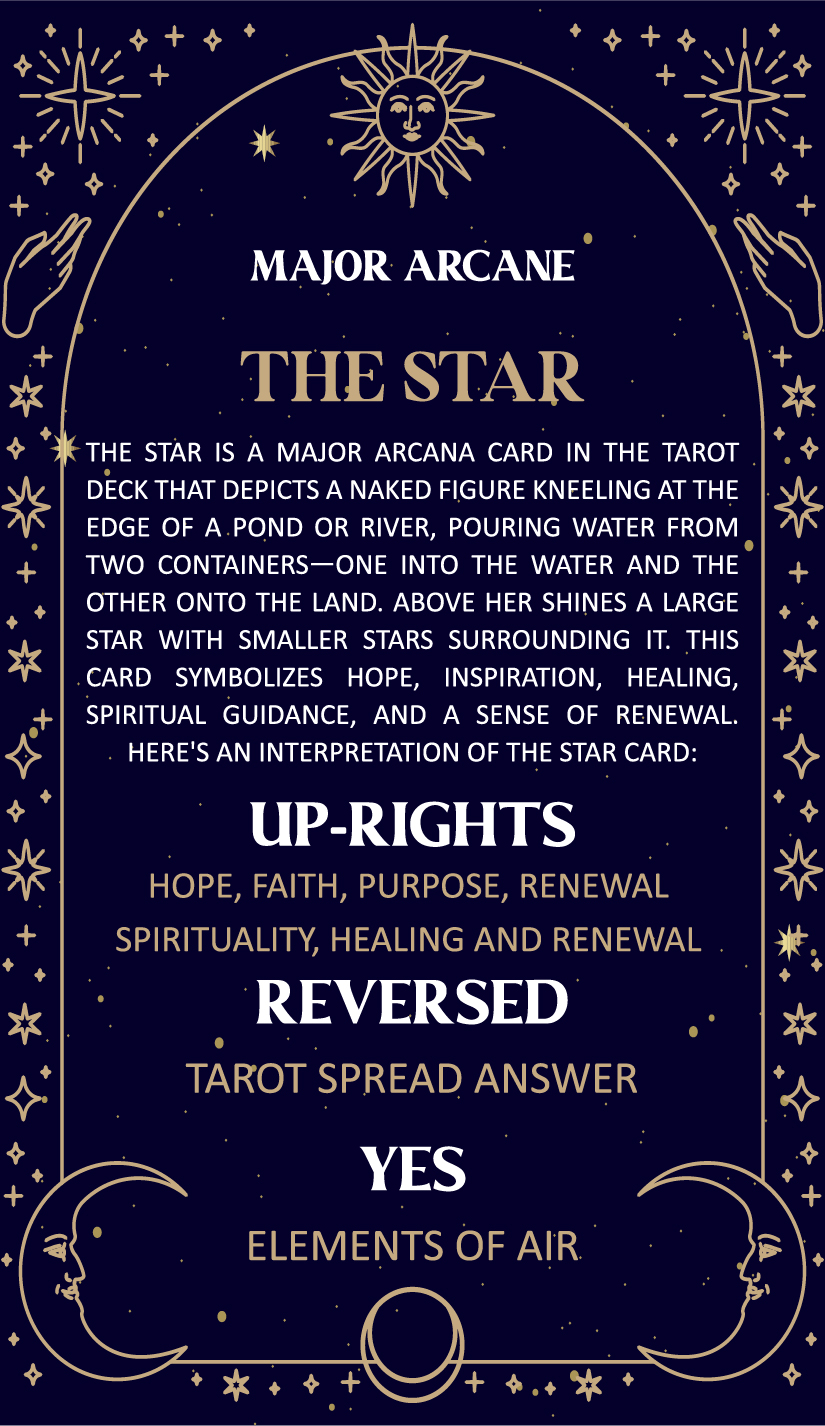 MAJOR ARCANE
THE STAR
THE STAR IS A MAJOR ARCANA CARD IN THE TAROT
DECK THAT DEPICTS A NAKED FIGURE KNEELING AT THE
EDGE OF A POND OR RIVER, POURING WATER FROM
TWO CONTAINERS—ONE INTO THE WATER AND THE
OTHER ONTO THE LAND. ABOVE HER SHINES A LARGE
STAR WITH SMALLER STARS SURROUNDING IT. THIS
CARD SYMBOLIZES HOPE, INSPIRATION, HEALING,
SPIRITUAL GUIDANCE, AND A SENSE OF RENEWAL.
HERE'S AN INTERPRETATION OF THE STAR CARD:
UP-RIGHTS
HOPE, FAITH, PURPOSE, RENEWAL
SPIRITUALITY, HEALING AND RENEWAL
REVERSED
TAROT SPREAD ANSWER
YES
ELEMENTS OF AIR